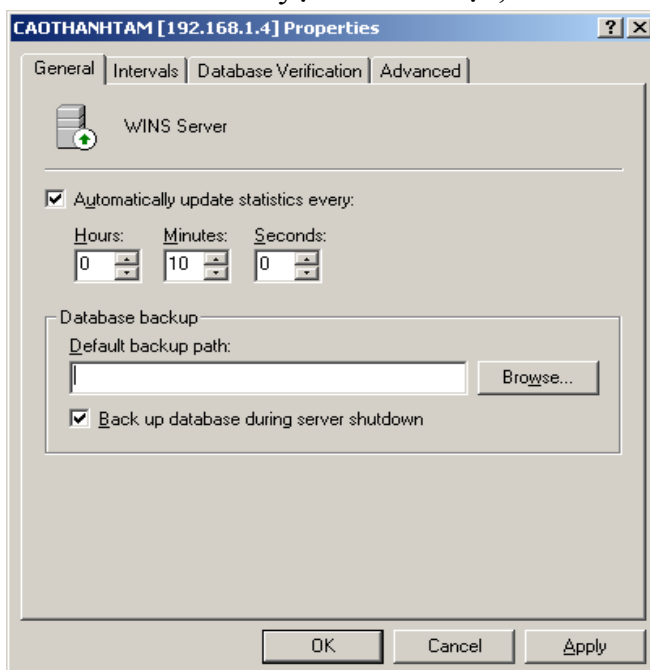 CAOTHANHTAM [192.168.1.4] Properties
General Intervals Database Verification Advanced
WINS Server
Automatically update statistics every:
Hours: Minutes: Seconds:
0 10 0
Database backup
Default backup path:
Browse...
Back up database during server shutdown
OK Cancel Apply